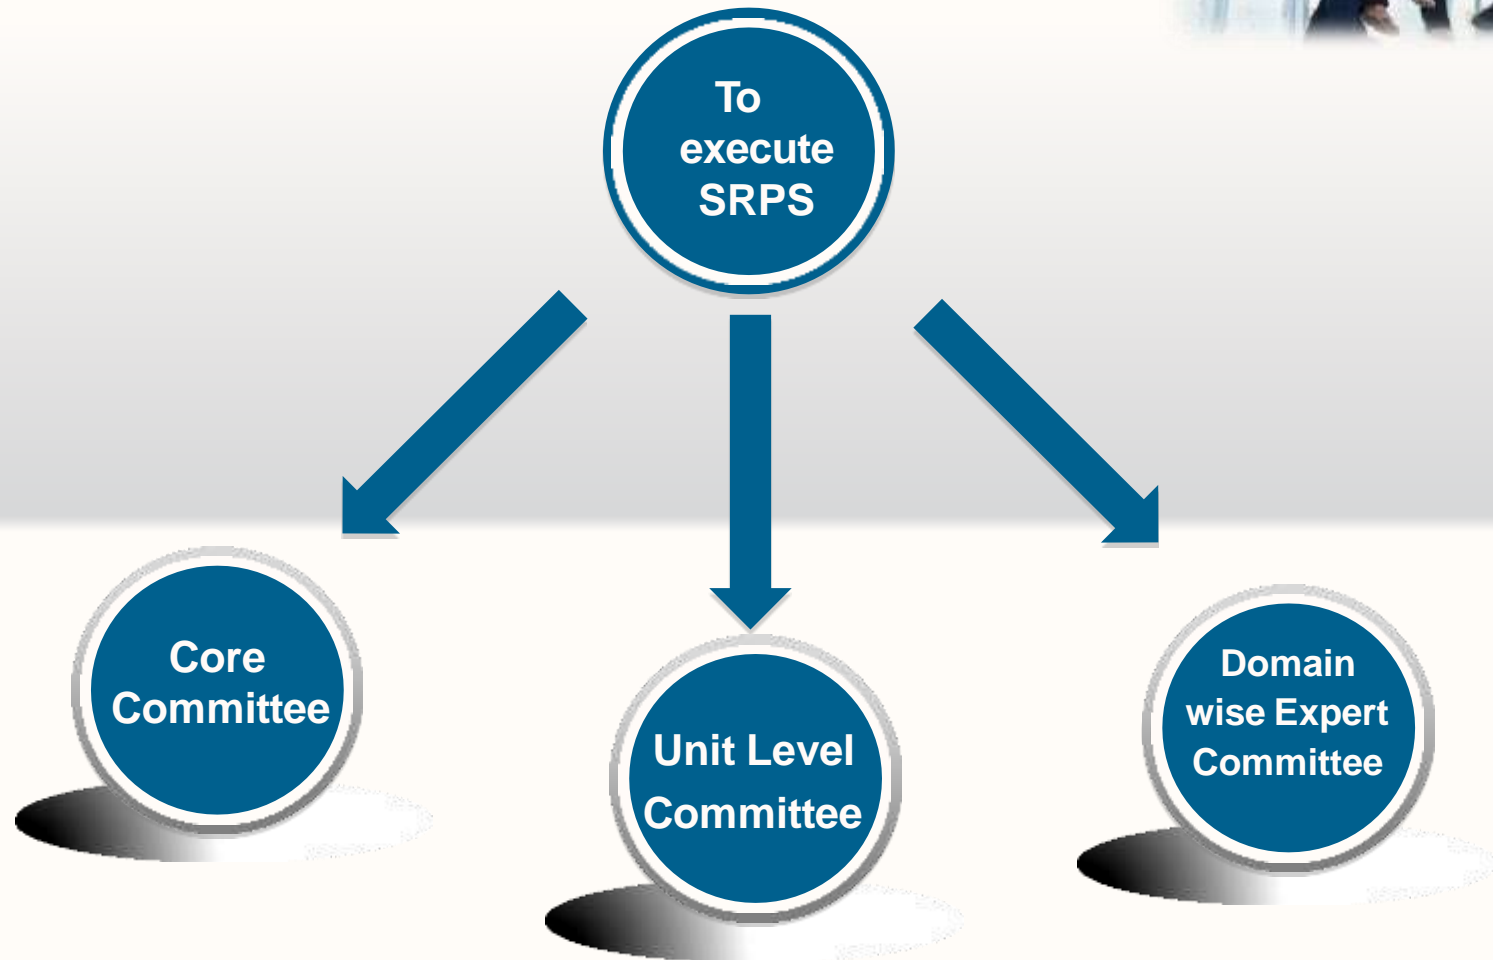 To
execute
SRPS
Core
Committee
Unit Level
Committee
Domain
wise Expert
Committee